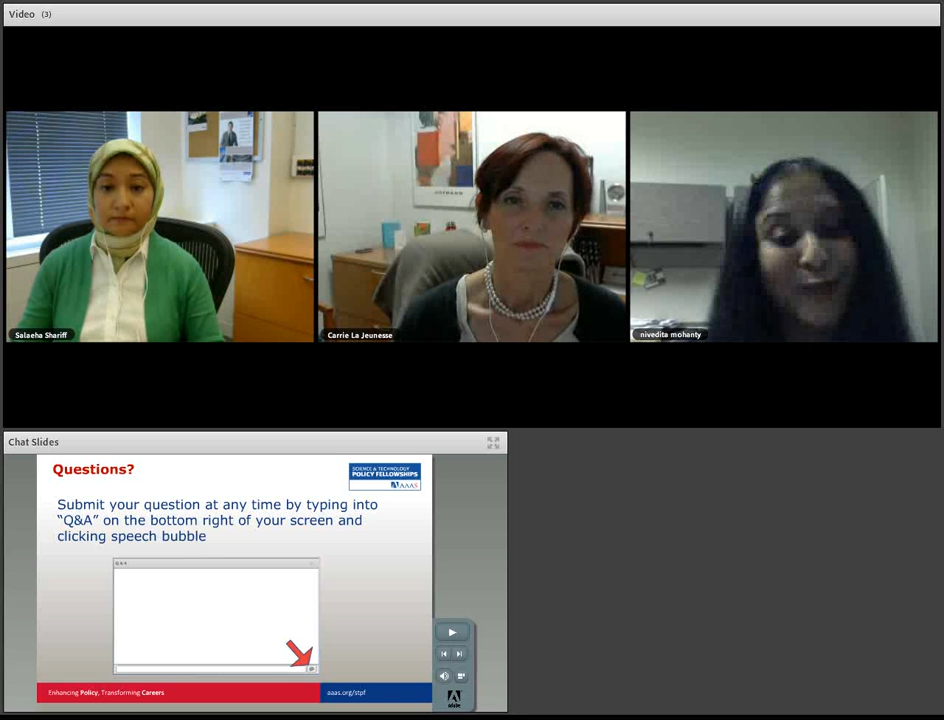 Video (3)
Salaeha Shariff
Carrie La Jeunesse
nivedita mohanty
Chat Slides
Questions?
SCIENCE & TECHNOLOGY
POLICY FELLOWSHIPS
AAAS
Submit your question at any time by typing into
“Q&A” on the bottom right of your screen and
clicking speech bubble
Q & A
Enhancing Policy, Transforming Careers
aaas.org/stpf
Adobe